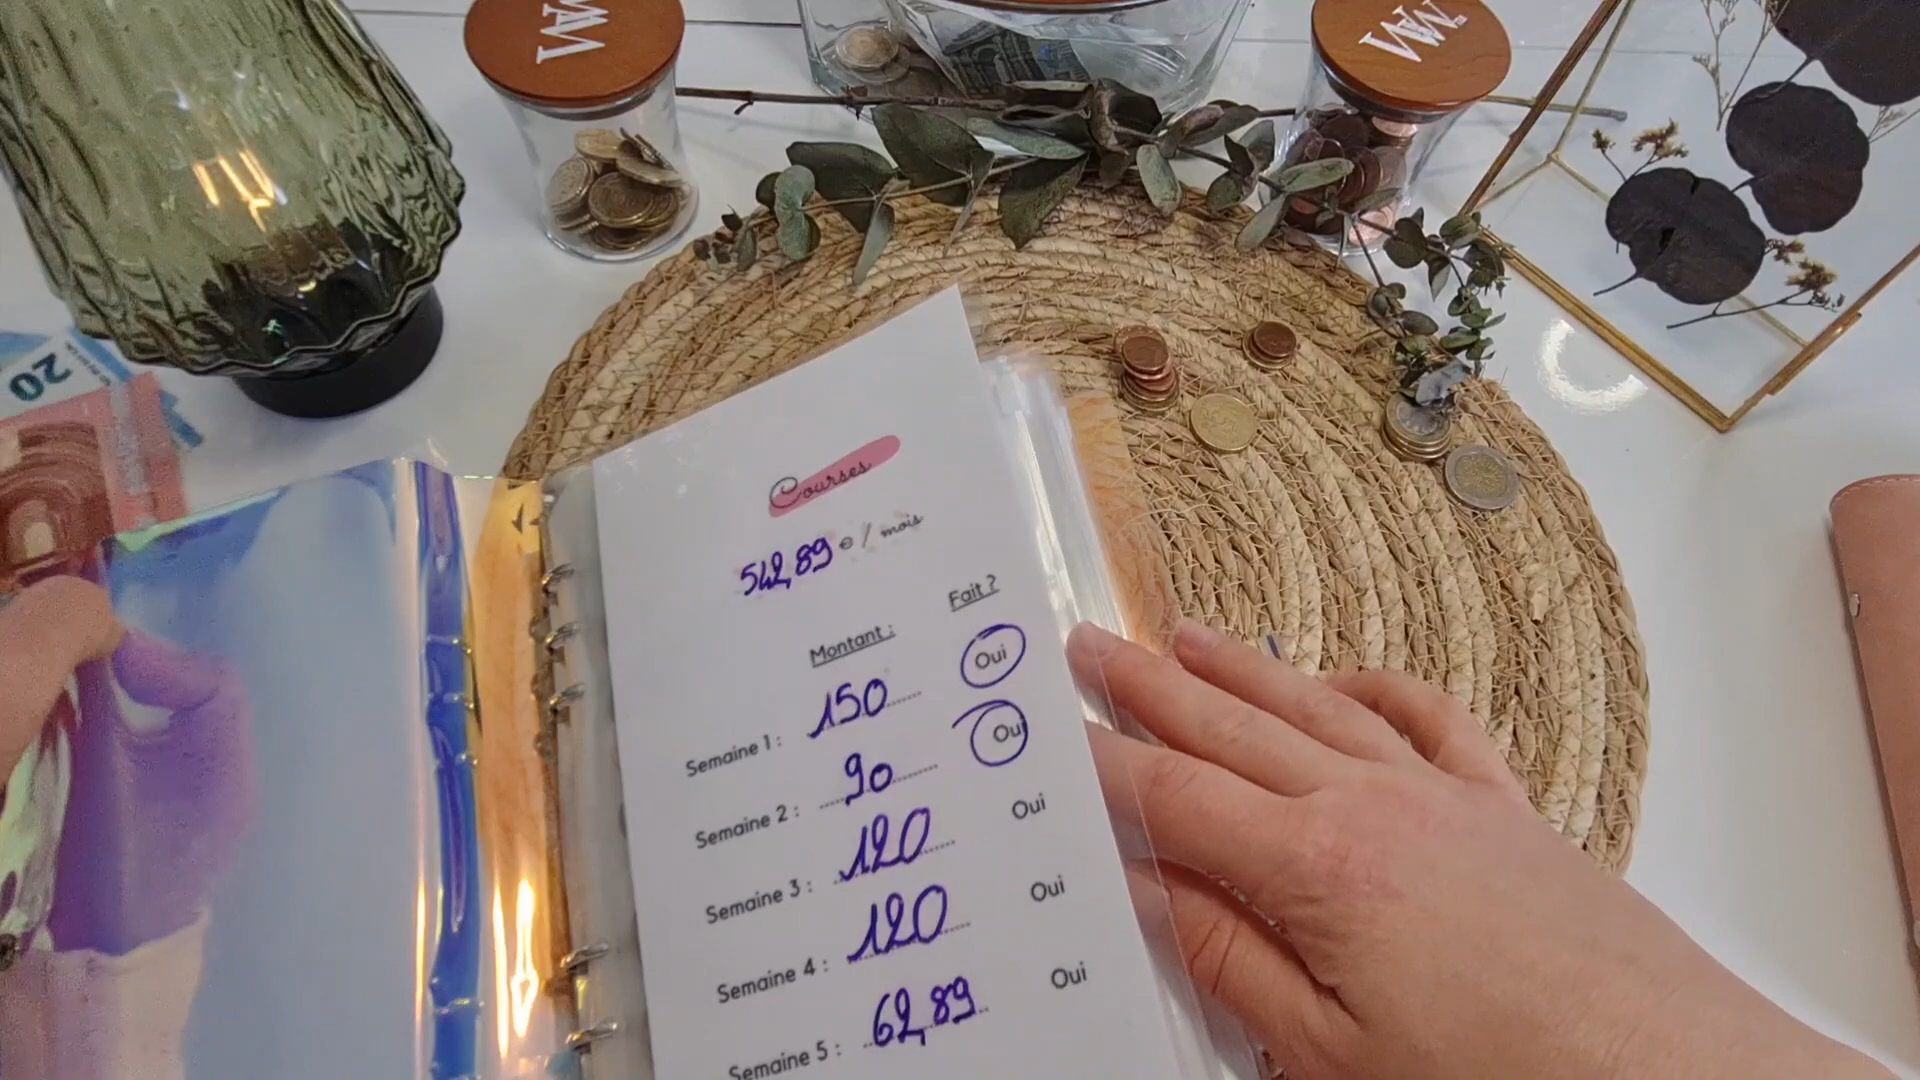 20
Courses
542,89 € / mois
Montant :
Fait ?
Semaine 1 : 150 Oui
Semaine 2 : 90 Oui
Semaine 3 : 120 Oui
Semaine 4 : 120 Oui
Semaine 5 : 62,89 Oui